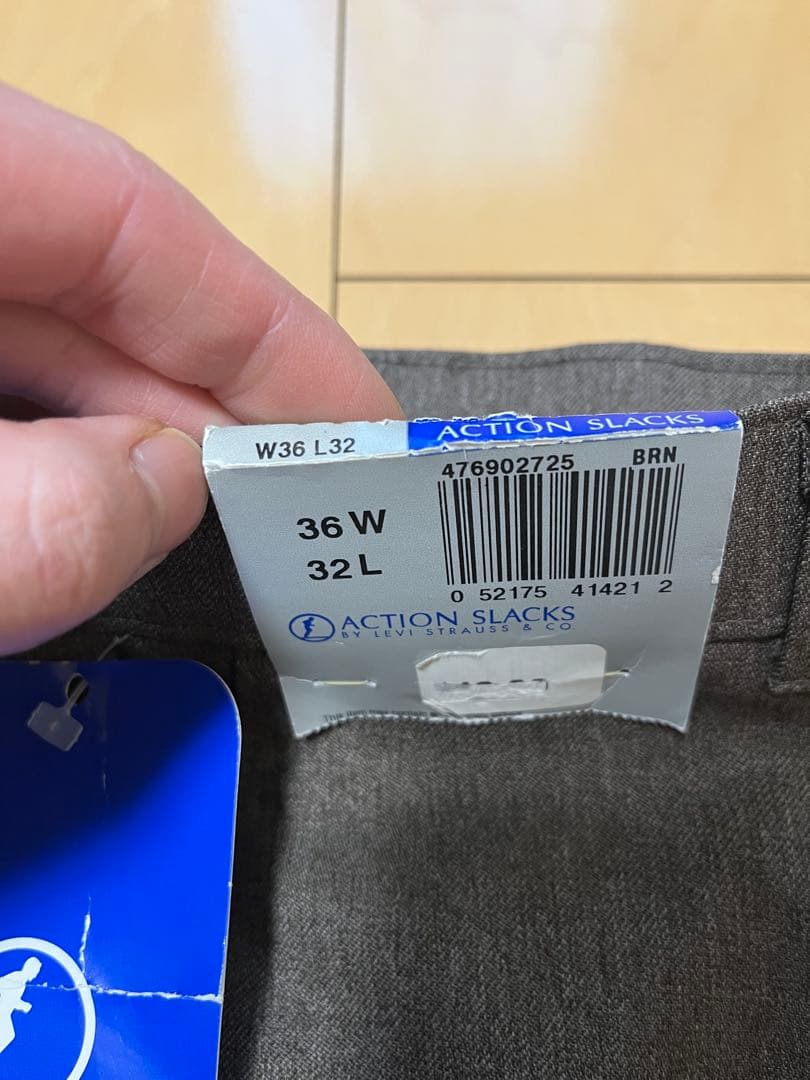 W36 L32
ACTION SLACKS
476902725 BRN
36 W
32 L
0 52175 41421 2
ACTION SLACKS
BY LEVI STRAUSS & CO